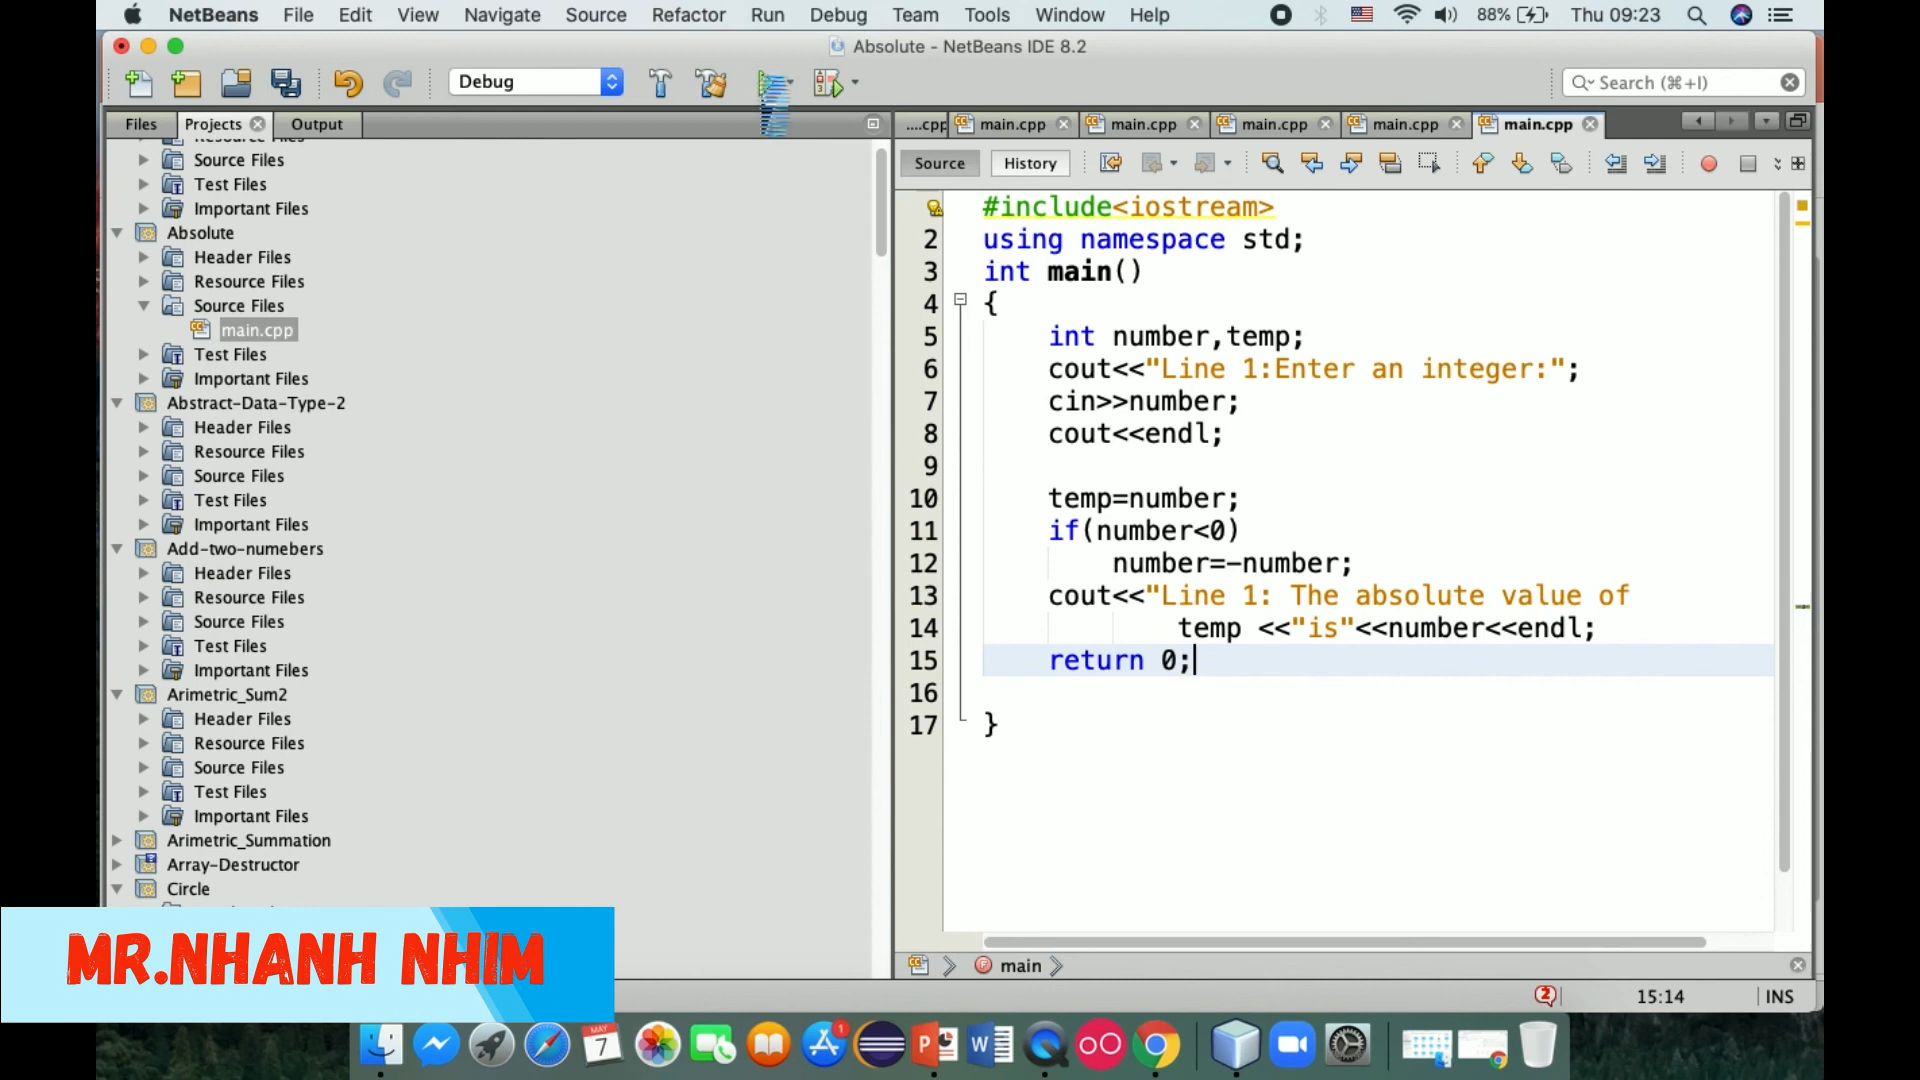 NetBeans File Edit View Navigate Source Refactor Run Debug Team Tools Window Help 88% Thu 09:23
Absolute - NetBeans IDE 8.2
Debug
Search (⌘+I)
Files Projects Output
Source Files
Test Files
Important Files
Absolute
Header Files
Resource Files
Source Files
main.cpp
Test Files
Important Files
Abstract-Data-Type-2
Header Files
Resource Files
Source Files
Test Files
Important Files
Add-two-numebers
Header Files
Resource Files
Source Files
Test Files
Important Files
Arimetric_Sum2
Header Files
Resource Files
Source Files
Test Files
Important Files
Arimetric_Summation
Array-Destructor
Circle
....cpp main.cpp main.cpp main.cpp main.cpp main.cpp
Source History
#include<iostream>
2 using namespace std;
3 int main()
4 {
5 int number,temp;
6 cout<<"Line 1:Enter an integer:";
7 cin>>number;
8 cout<<endl;
9
10 temp=number;
11 if(number<0)
12 number=-number;
13 cout<<"Line 1: The absolute value of
14 temp <<"is"<<number<<endl;
15 return 0;
16
17 }
main
2 15:14 INS
MR.NHANH NHIM
MAY
7
1
P
W